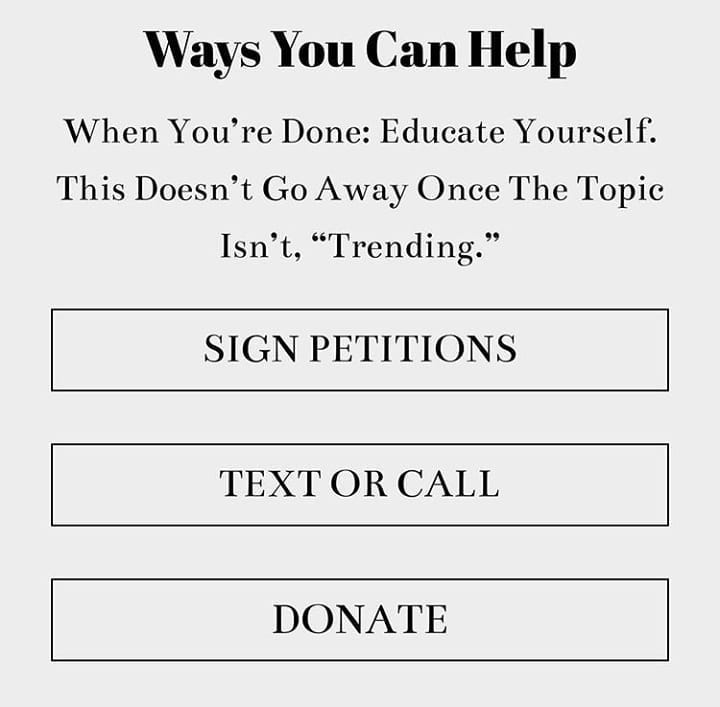 Ways You Can Help
When You’re Done: Educate Yourself.
This Doesn’t Go Away Once The Topic
Isn’t, “Trending.”
SIGN PETITIONS
TEXT OR CALL
DONATE